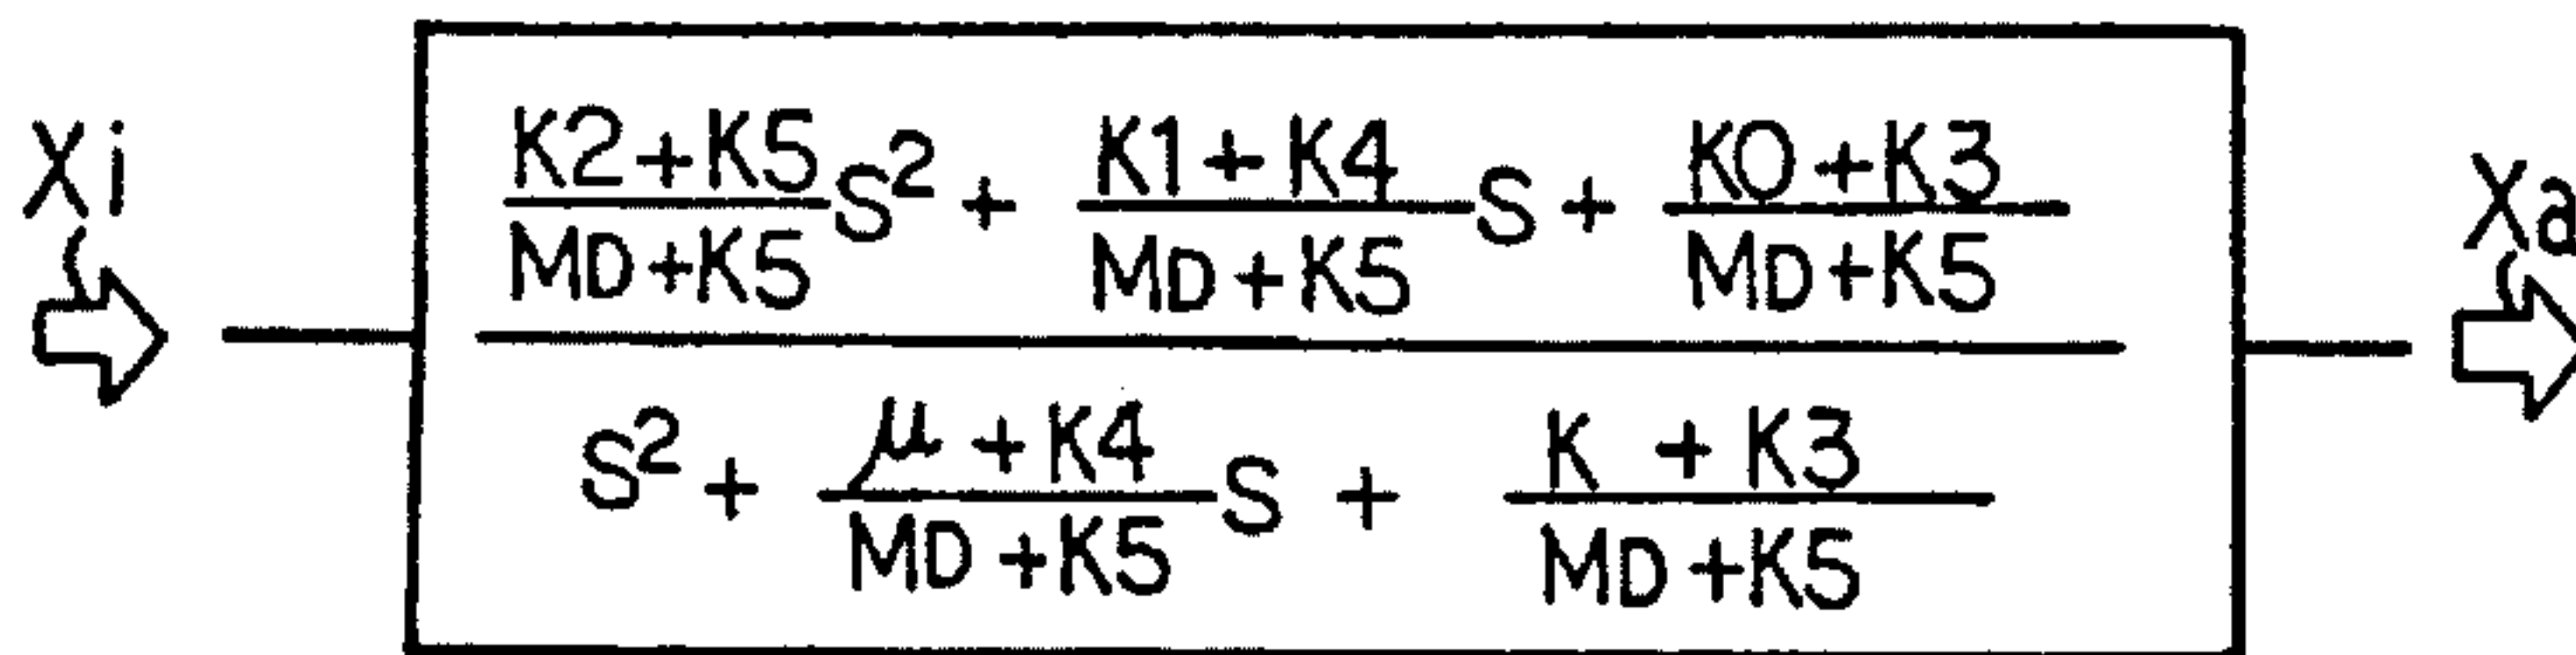 Xi
K2+K5 K1+K4 K0+K3
S² + S +
MD+K5 MD+K5 MD+K5
Xa
μ+K4 K + K3
S² + S +
MD+K5 MD+K5